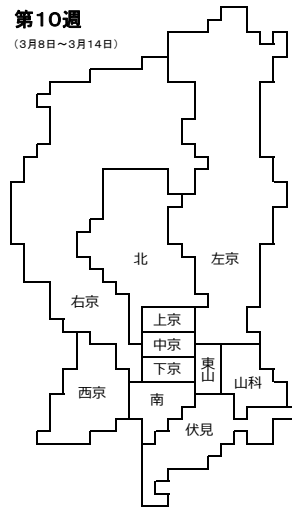 第10週
（3月8日～3月14日）
北
左京
右京
上京
中京
下京
東山
山科
西京
南
伏見